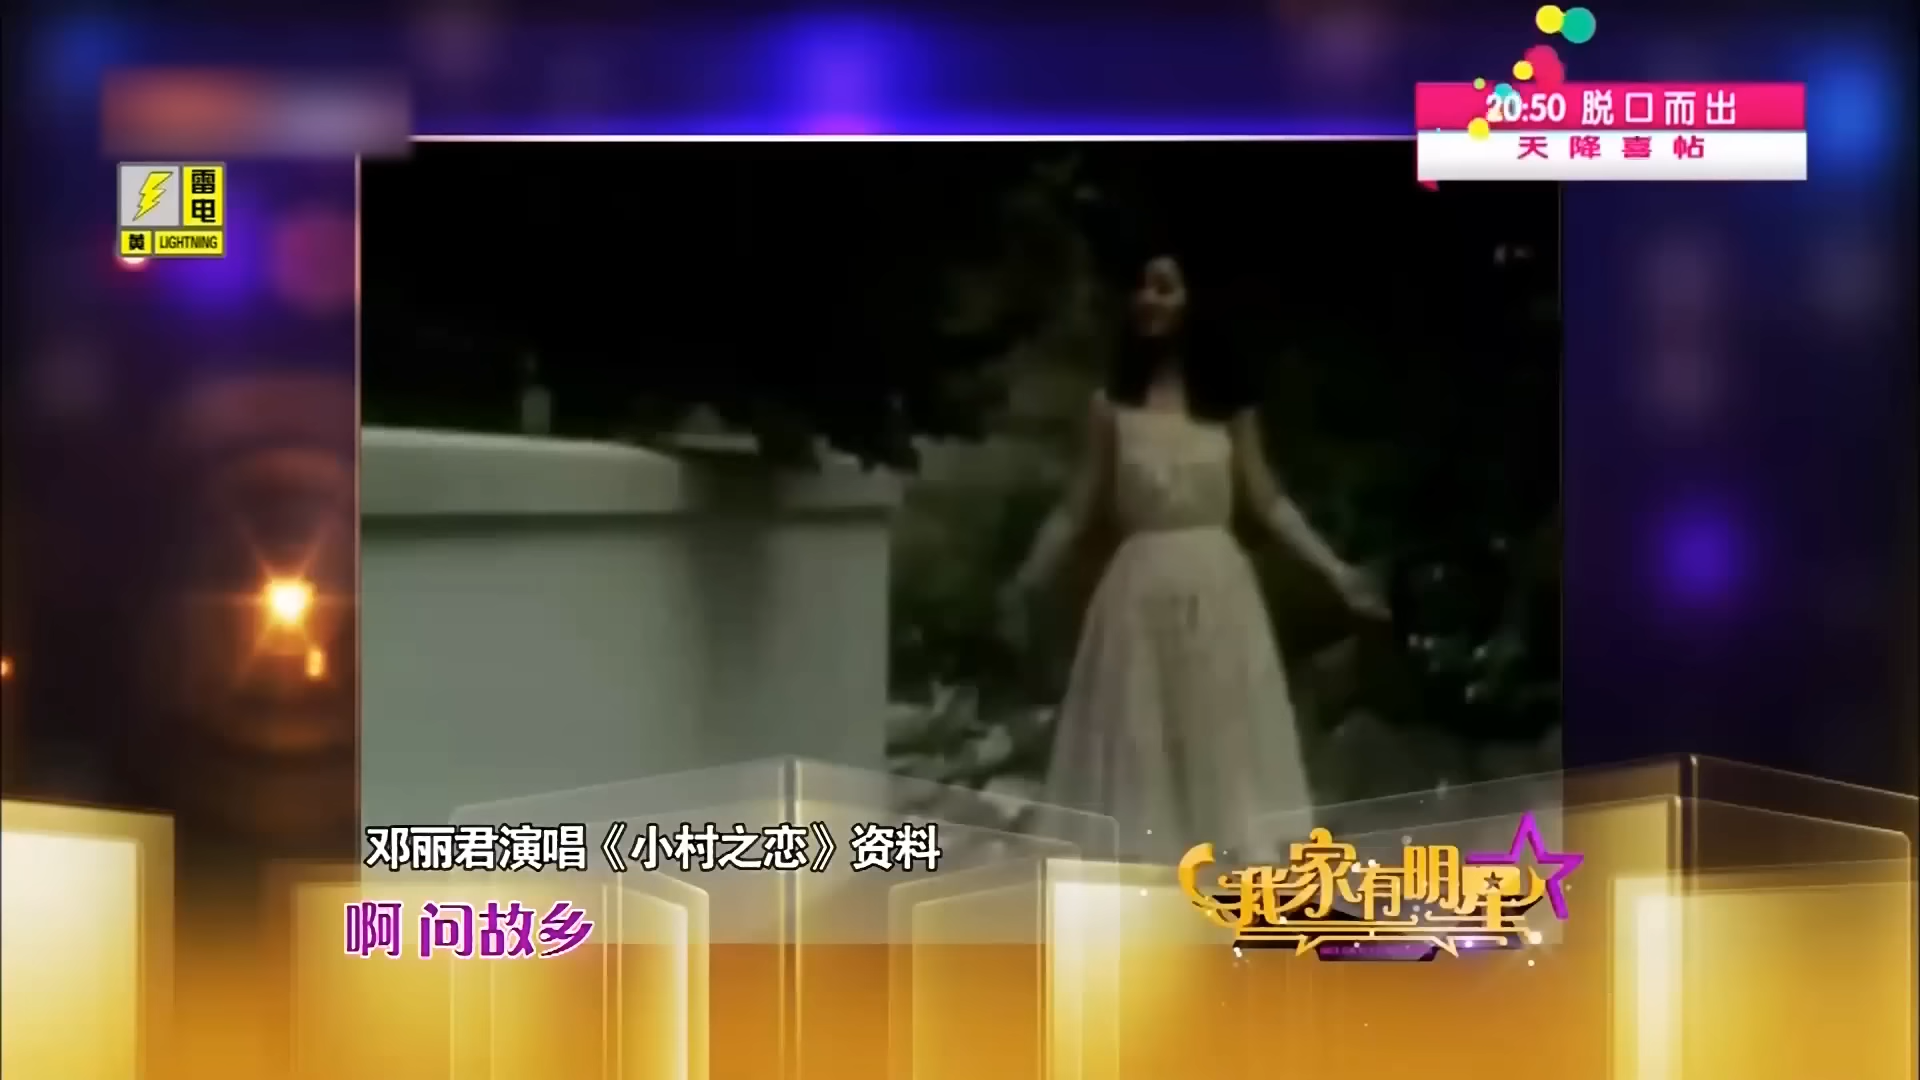 20:50 脱口而出
天降喜帖
雷电
黄 LIGHTNING
邓丽君演唱《小村之恋》资料
啊 问故乡
我家有明星